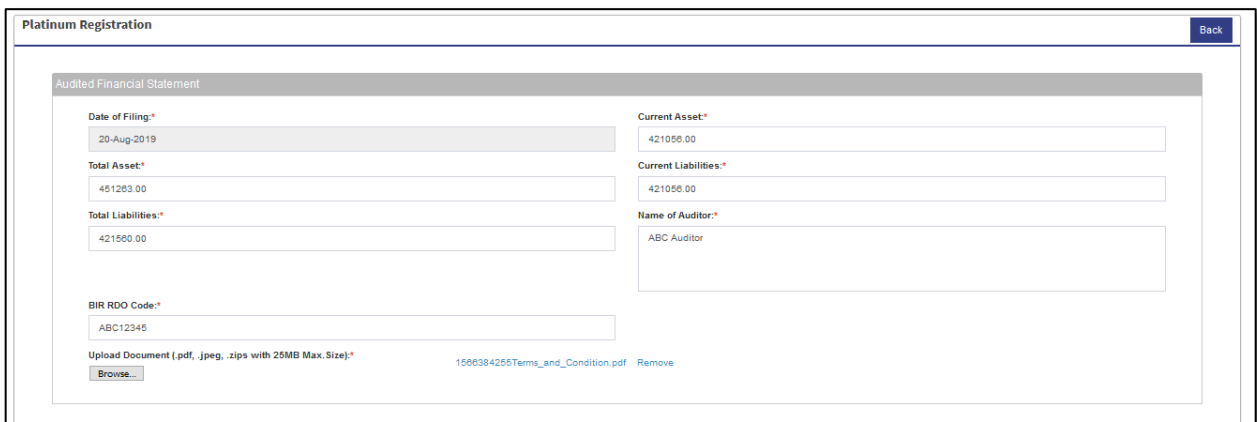 Platinum Registration
Back
Audited Financial Statement
Date of Filing:*
Current Asset:*
20-Aug-2019
421056.00
Total Asset:*
Current Liabilities:*
451263.00
421056.00
Total Liabilities:*
Name of Auditor:*
421560.00
ABC Auditor
BIR RDO Code:*
ABC12345
Upload Document (.pdf, .jpeg, .zips with 25MB Max.Size):*
1566384255Terms_and_Condition.pdf Remove
Browse...